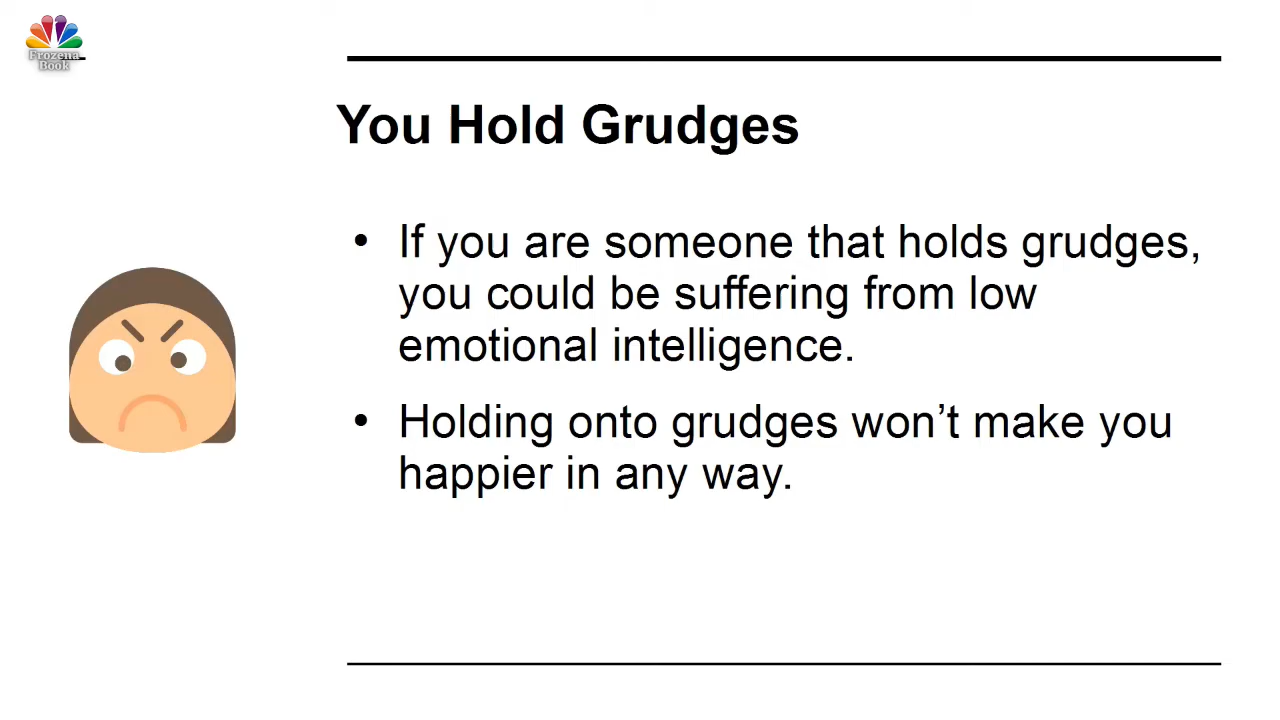 Frozena
Book
You Hold Grudges
• If you are someone that holds grudges,
you could be suffering from low
emotional intelligence.
• Holding onto grudges won’t make you
happier in any way.